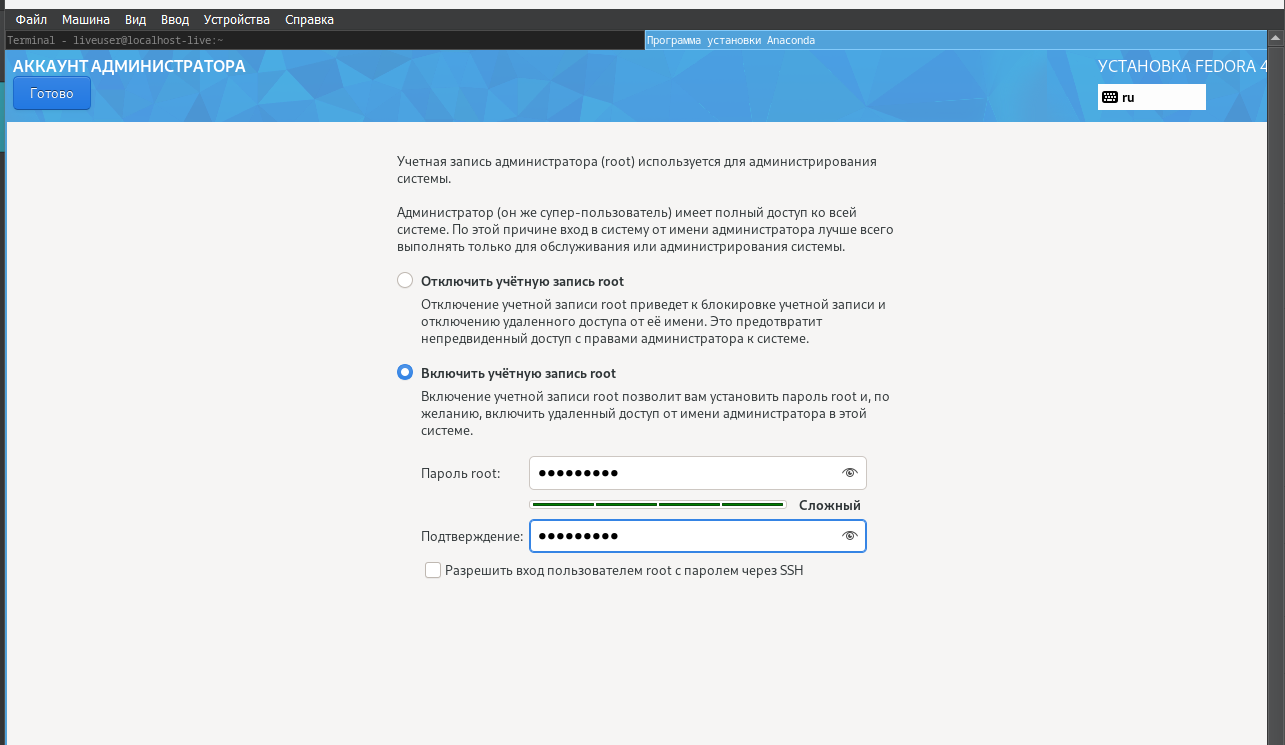 Файл Машина Вид Ввод Устройства Справка
Terminal - liveuser@localhost-live:~
Программа установки Anaconda
АККАУНТ АДМИНИСТРАТОРА
УСТАНОВКА FEDORA 4
Готово
ru
Учетная запись администратора (root) используется для администрирования
системы.
Администратор (он же супер-пользователь) имеет полный доступ ко всей
системе. По этой причине вход в систему от имени администратора лучше всего
выполнять только для обслуживания или администрирования системы.
Отключить учётную запись root
Отключение учетной записи root приведет к блокировке учетной записи и
отключению удаленного доступа от её имени. Это предотвратит
непредвиденный доступ с правами администратора к системе.
Включить учётную запись root
Включение учетной записи root позволит вам установить пароль root и, по
желанию, включить удаленный доступ от имени администратора в этой
системе.
Пароль root: ●●●●●●●●●
Сложный
Подтверждение: ●●●●●●●●●
Разрешить вход пользователем root с паролем через SSH